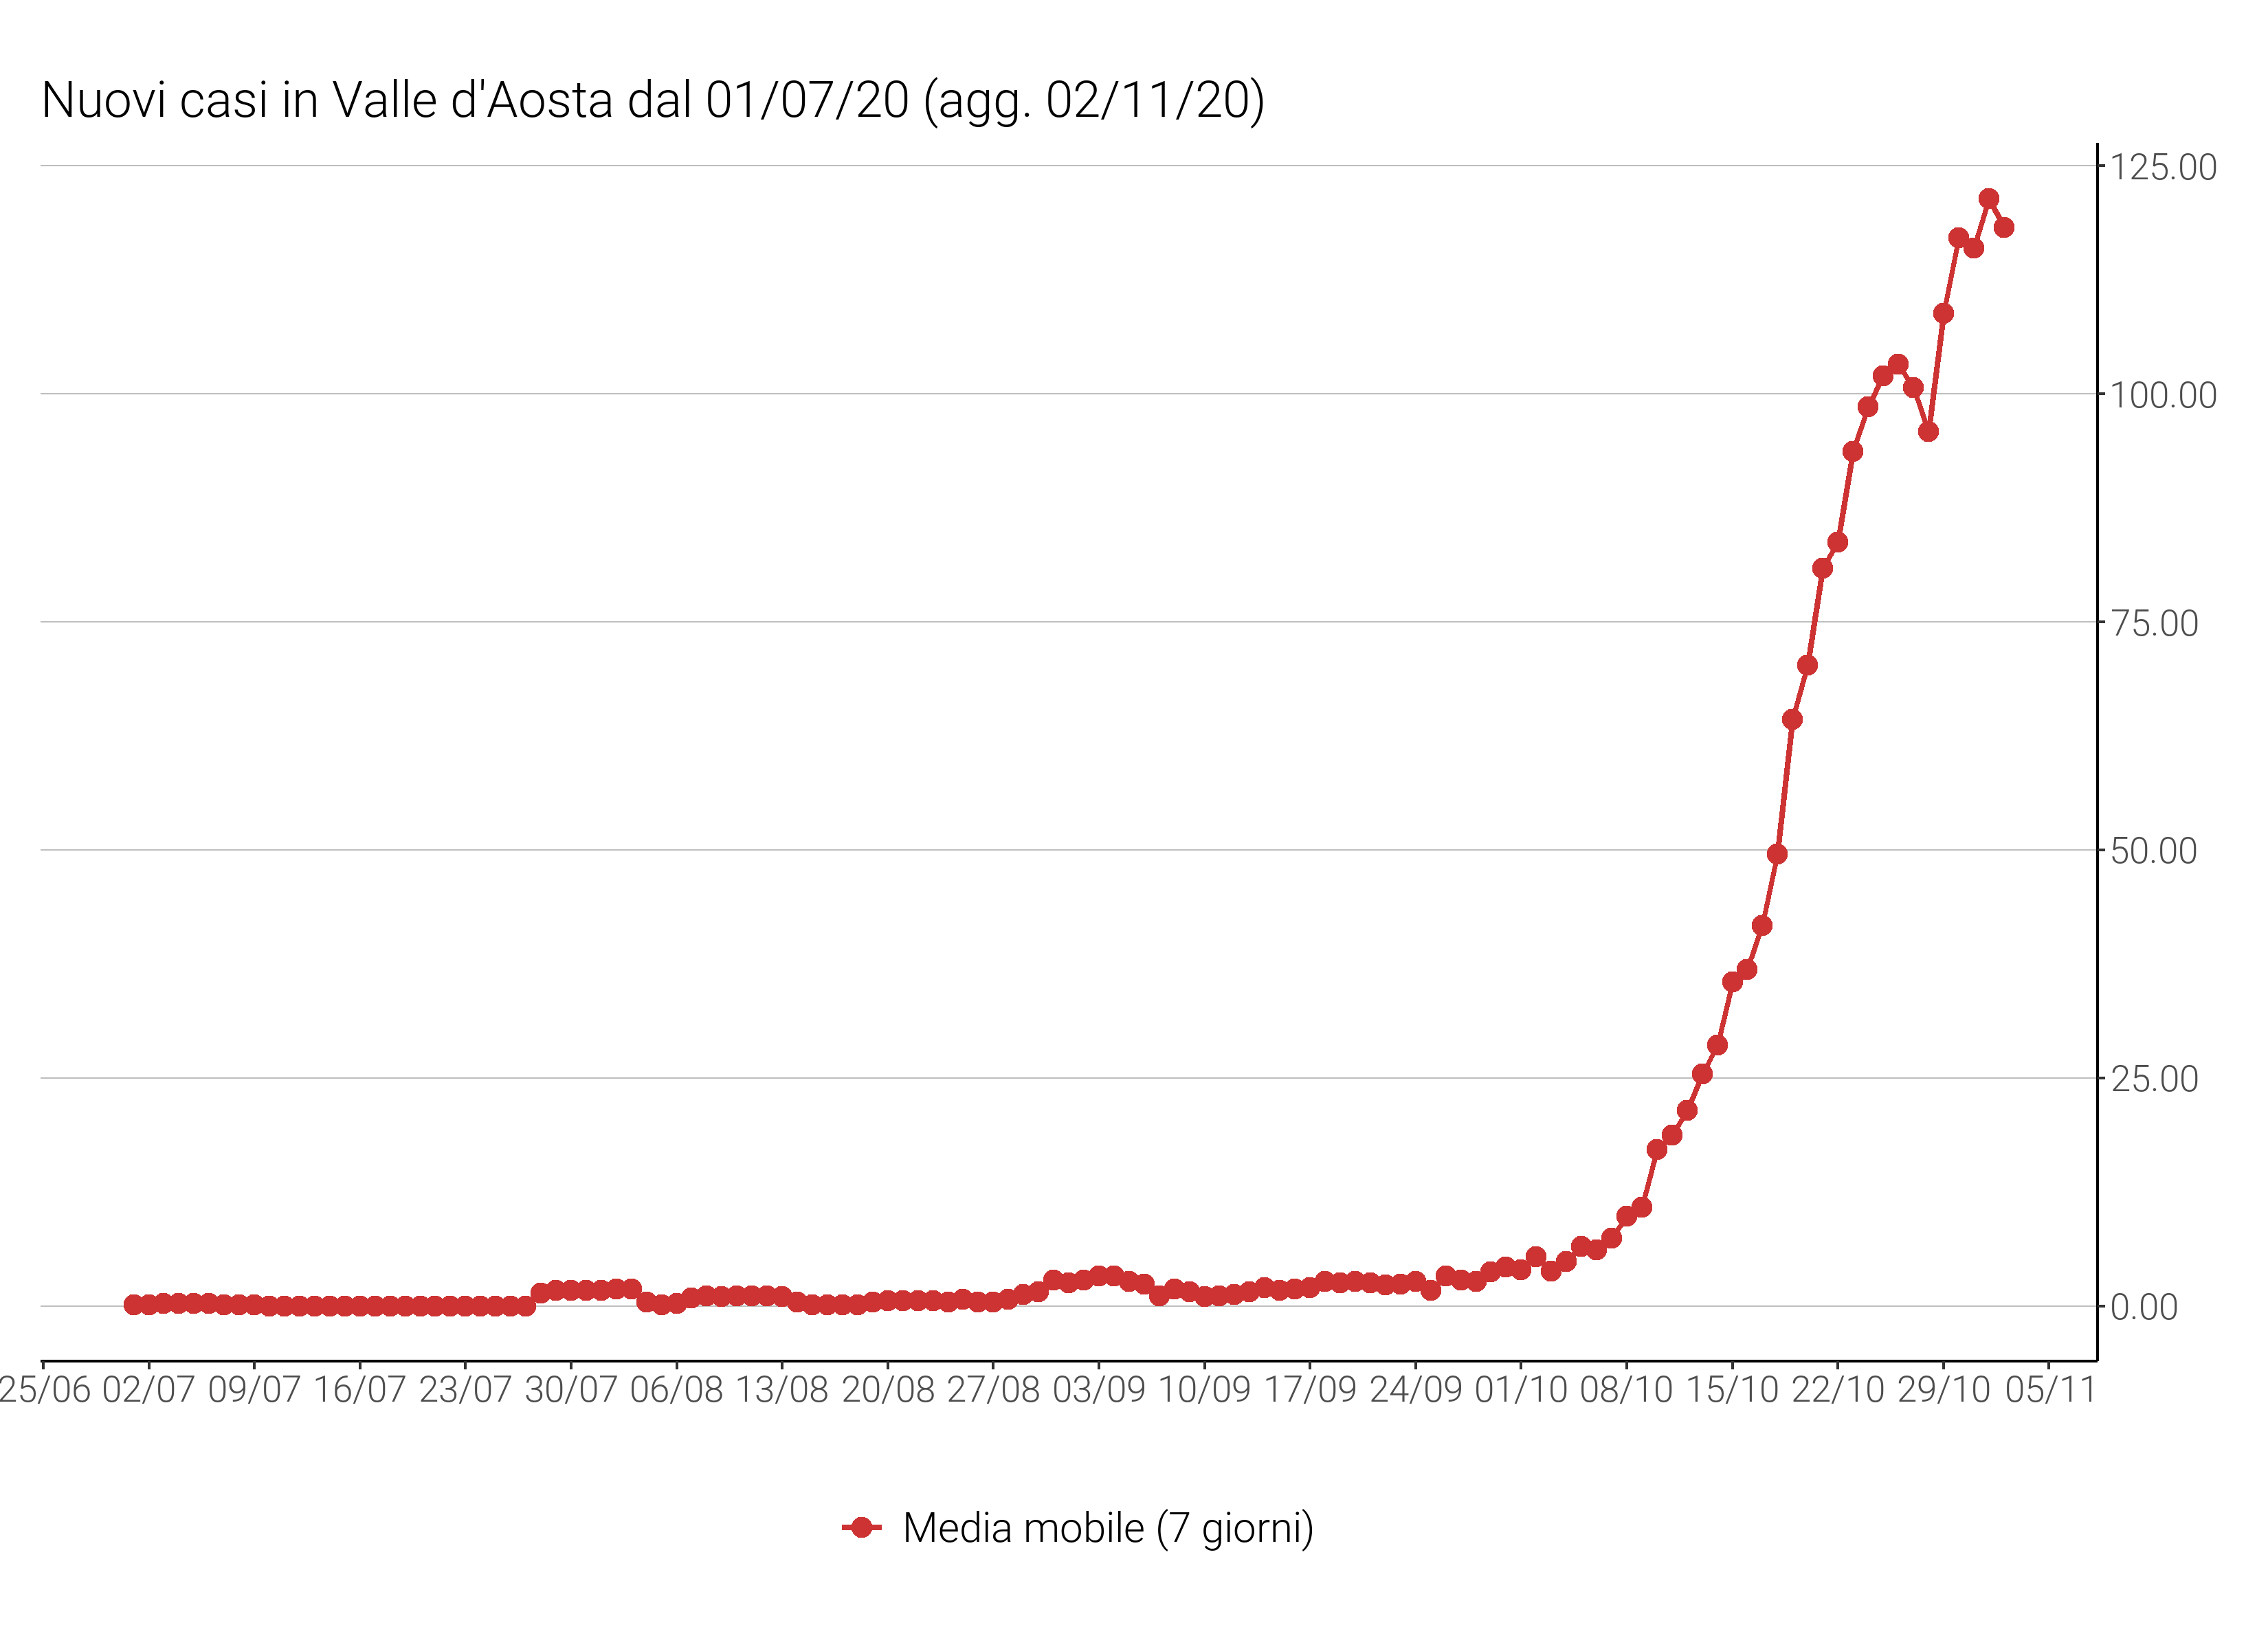 Nuovi casi in Valle d'Aosta dal 01/07/20 (agg. 02/11/20)
125.00
100.00
75.00
50.00
25.00
0.00
25/06 02/07 09/07 16/07 23/07 30/07 06/08 13/08 20/08 27/08 03/09 10/09 17/09 24/09 01/10 08/10 15/10 22/10 29/10 05/11
Media mobile (7 giorni)